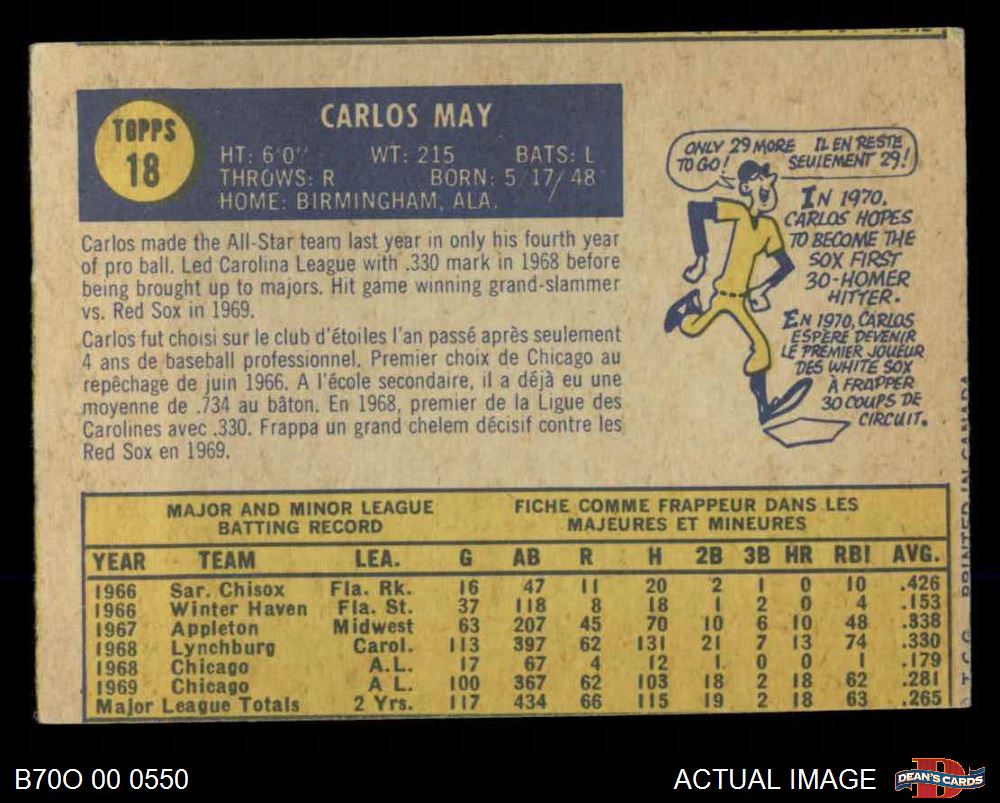 TOPPS
18
CARLOS MAY
HT: 6'0" WT: 215 BATS: L
THROWS: R BORN: 5/17/48
HOME: BIRMINGHAM, ALA.
Carlos made the All-Star team last year in only his fourth year
of pro ball. Led Carolina League with .330 mark in 1968 before
being brought up to majors. Hit game winning grand-slammer
vs. Red Sox in 1969.
Carlos fut choisi sur le club d'étoiles l'an passé après seulement
4 ans de baseball professionnel. Premier choix de Chicago au
repêchage de juin 1966. A l'école secondaire, il a déjà eu une
moyenne de .734 au bâton. En 1968, premier de la Ligue des
Carolines avec .330. Frappa un grand chelem décisif contre les
Red Sox en 1969.
ONLY 29 MORE
TO GO!
IL EN RESTE
SEULEMENT 29!
IN 1970,
CARLOS HOPES
TO BECOME THE
SOX FIRST
30-HOMER
HITTER.
EN 1970, CARLOS
ESPÈRE DEVENIR
LE PREMIER JOUEUR
DES WHITE SOX
À FRAPPER
30 COUPS DE
CIRCUIT.
MAJOR AND MINOR LEAGUE
BATTING RECORD
FICHE COMME FRAPPEUR DANS LES
MAJEURES ET MINEURES
YEAR TEAM LEA. G AB R H 2B 3B HR RBI AVG.
1966 Sar. Chisox Fla. Rk. 16 47 11 20 2 1 0 10 .426
1966 Winter Haven Fla. St. 37 118 8 18 1 2 0 4 .153
1967 Appleton Midwest 63 207 45 70 10 6 10 48 .338
1968 Lynchburg Carol. 113 397 62 131 21 7 13 74 .330
1968 Chicago A.L. 17 67 4 12 1 0 0 1 .179
1969 Chicago A L. 100 367 62 103 18 2 18 62 .281
Major League Totals 2 Yrs. 117 434 66 115 19 2 18 63 .265
T.C.G. PRINTED IN CANADA
B70O 00 0550
ACTUAL IMAGE
DEAN'S CARDS